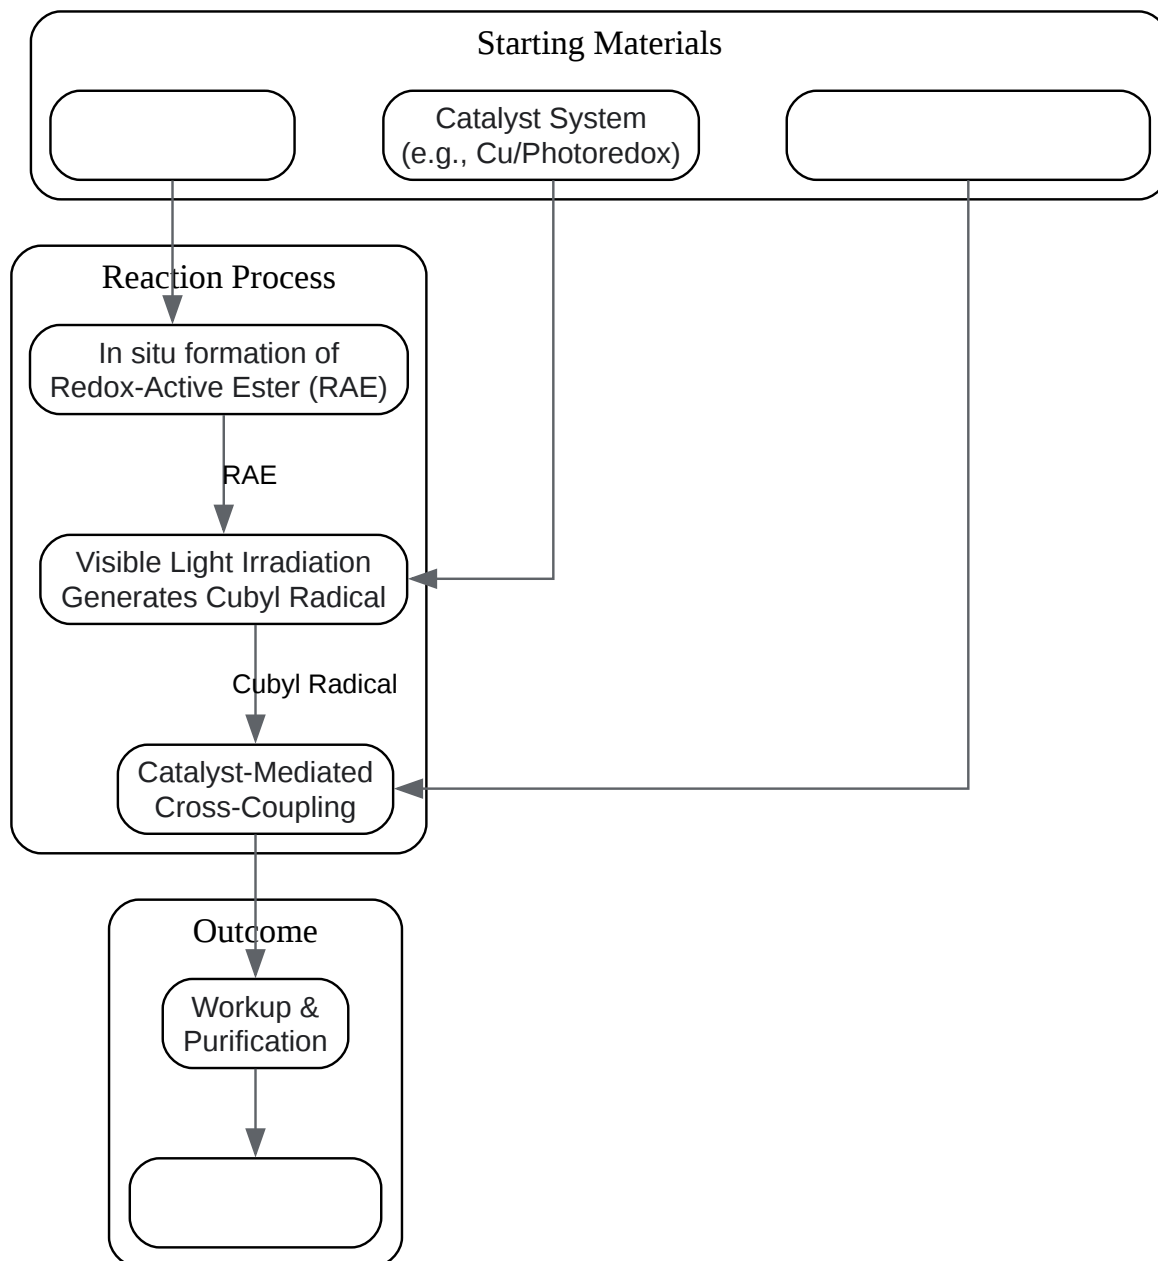 Starting Materials
Catalyst System
(e.g., Cu/Photoredox)
Reaction Process
In situ formation of
Redox-Active Ester (RAE)
RAE
Visible Light Irradiation
Generates Cubyl Radical
Cubyl Radical
Catalyst-Mediated
Cross-Coupling
Outcome
Workup &
Purification